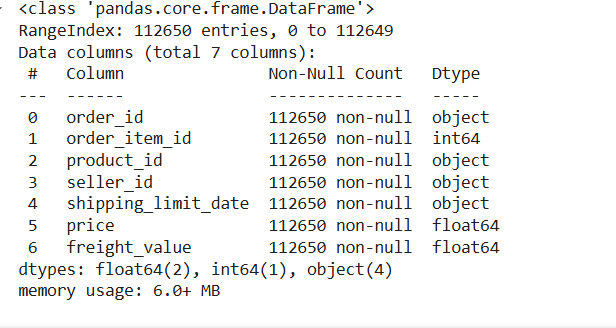 <class 'pandas.core.frame.DataFrame'>
RangeIndex: 112650 entries, 0 to 112649
Data columns (total 7 columns):
 #   Column               Non-Null Count   Dtype
---  ------               --------------   -----
 0   order_id             112650 non-null  object
 1   order_item_id        112650 non-null  int64
 2   product_id           112650 non-null  object
 3   seller_id            112650 non-null  object
 4   shipping_limit_date  112650 non-null  object
 5   price                112650 non-null  float64
 6   freight_value        112650 non-null  float64
dtypes: float64(2), int64(1), object(4)
memory usage: 6.0+ MB